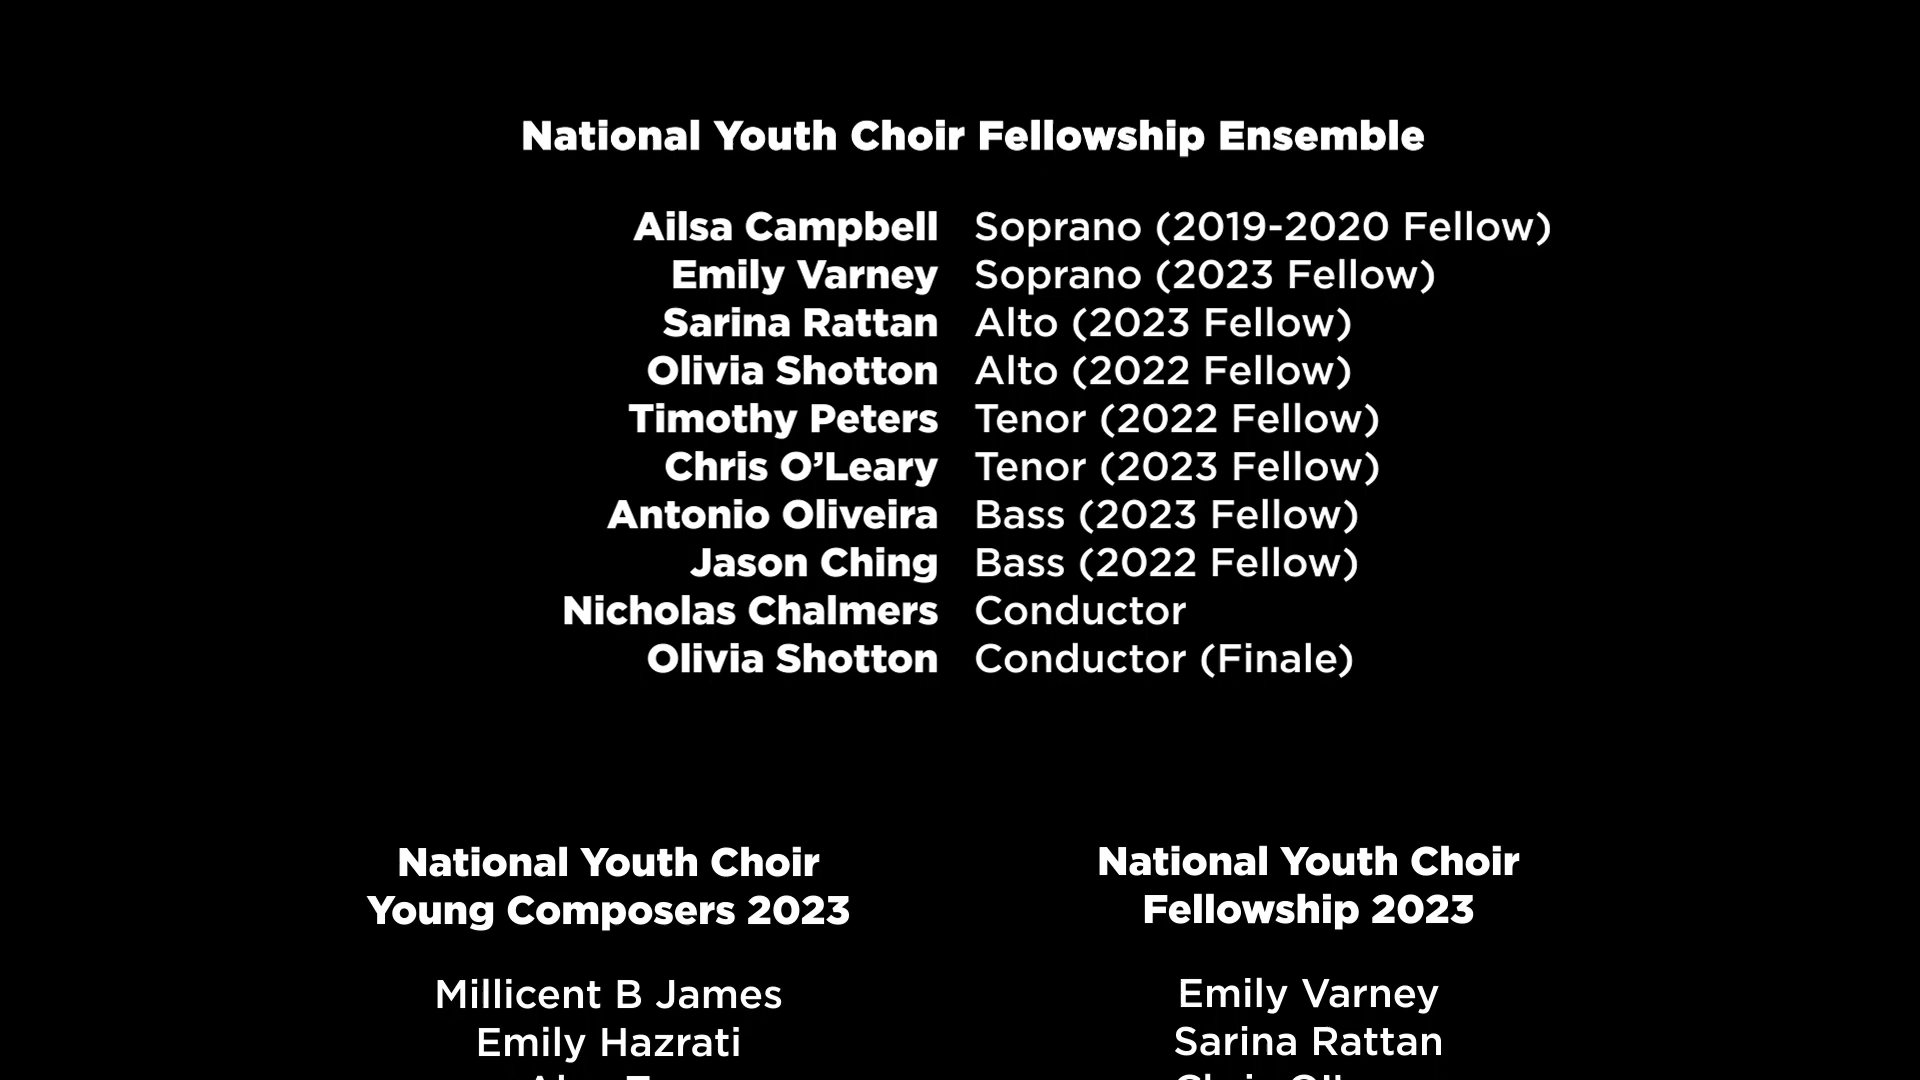 National Youth Choir Fellowship Ensemble
Ailsa Campbell Soprano (2019-2020 Fellow)
Emily Varney Soprano (2023 Fellow)
Sarina Rattan Alto (2023 Fellow)
Olivia Shotton Alto (2022 Fellow)
Timothy Peters Tenor (2022 Fellow)
Chris O’Leary Tenor (2023 Fellow)
Antonio Oliveira Bass (2023 Fellow)
Jason Ching Bass (2022 Fellow)
Nicholas Chalmers Conductor
Olivia Shotton Conductor (Finale)
National Youth Choir
Young Composers 2023
Millicent B James
Emily Hazrati
National Youth Choir
Fellowship 2023
Emily Varney
Sarina Rattan